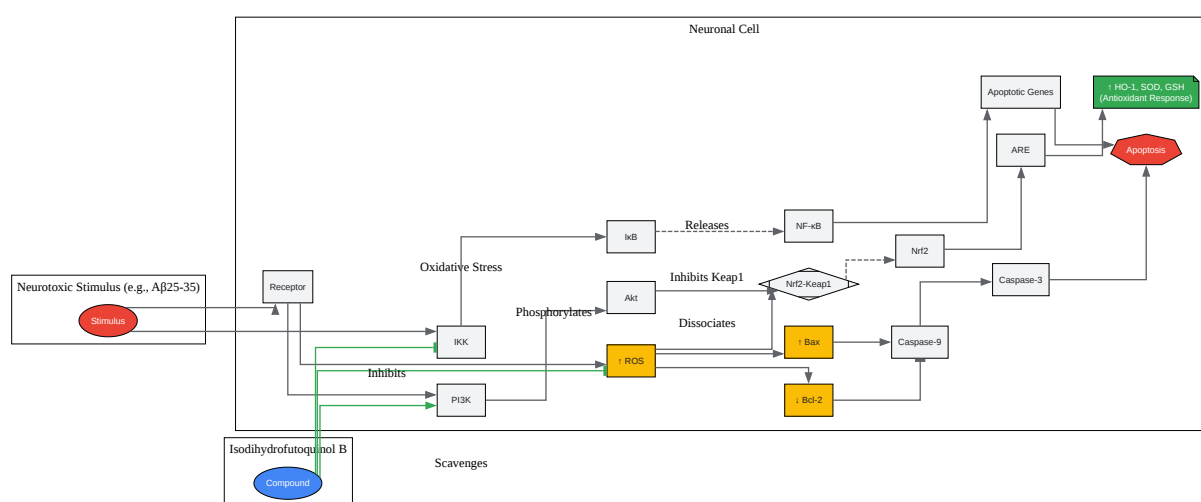 Neuronal Cell
Apoptotic Genes
↑ HO-1, SOD, GSH
(Antioxidant Response)
ARE
Apoptosis
NF-κB
Releases
IκB
Nrf2
Oxidative Stress
Neurotoxic Stimulus (e.g., Aβ25-35)
Receptor
Inhibits Keap1
Nrf2-Keap1
Caspase-3
Akt
Phosphorylates
Stimulus
Dissociates
IKK
↑ Bax
Caspase-9
↑ ROS
Inhibits
PI3K
↓ Bcl-2
Isodihydrofutoquinol B
Scavenges
Compound